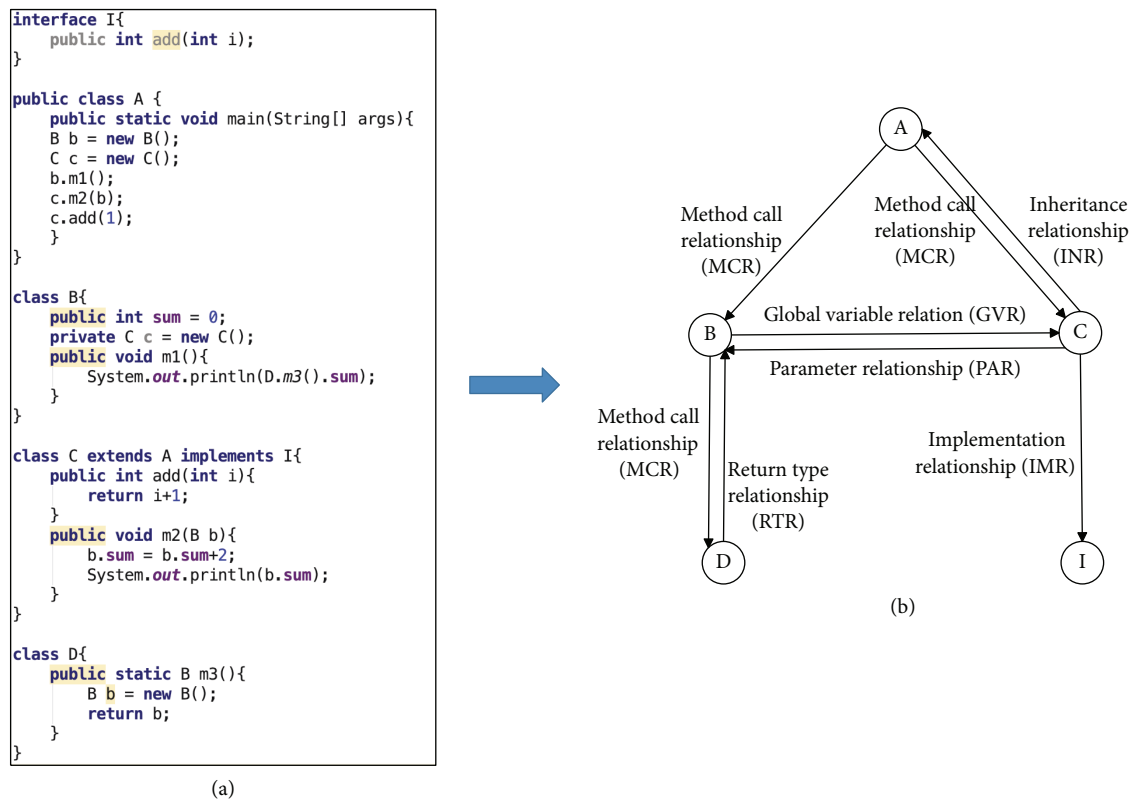 interface I{
public int add(int i);
}
public class A {
public static void main(String[] args){
B b = new B();
C c = new C();
b.m1();
c.m2(b);
c.add(1);
}
}
class B{
public int sum = 0;
private C c = new C();
public void m1(){
System.out.println(D.m3().sum);
}
}
class C extends A implements I{
public int add(int i){
return i+1;
}
public void m2(B b){
b.sum = b.sum+2;
System.out.println(b.sum);
}
}
class D{
public static B m3(){
B b = new B();
return b;
}
}
(a)
A
Method call
relationship
(MCR)
Method call
relationship
(MCR)
Inheritance
relationship
(INR)
B
Global variable relation (GVR)
C
Parameter relationship (PAR)
Method call
relationship
(MCR)
Return type
relationship
(RTR)
Implementation
relationship (IMR)
D
I
(b)